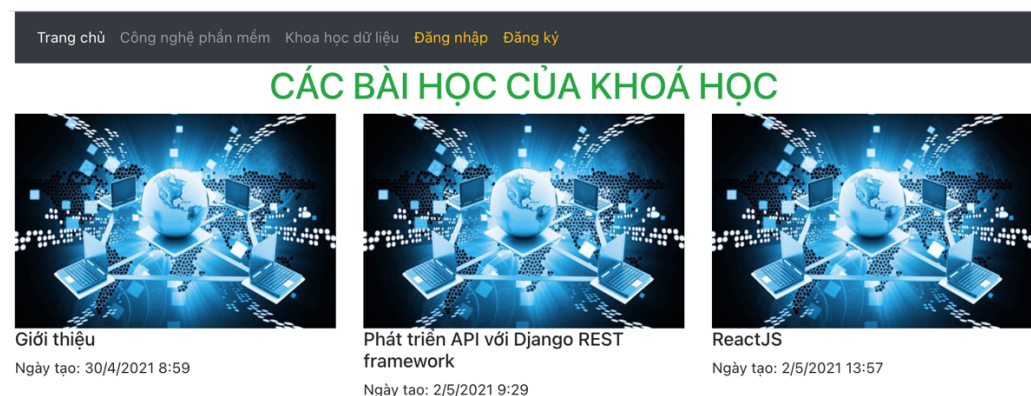 Trang chủ Công nghệ phần mềm Khoa học dữ liệu Đăng nhập Đăng ký
CÁC BÀI HỌC CỦA KHOÁ HỌC
Giới thiệu
Ngày tạo: 30/4/2021 8:59
Phát triển API với Django REST
framework
Ngày tạo: 2/5/2021 9:29
ReactJS
Ngày tạo: 2/5/2021 13:57